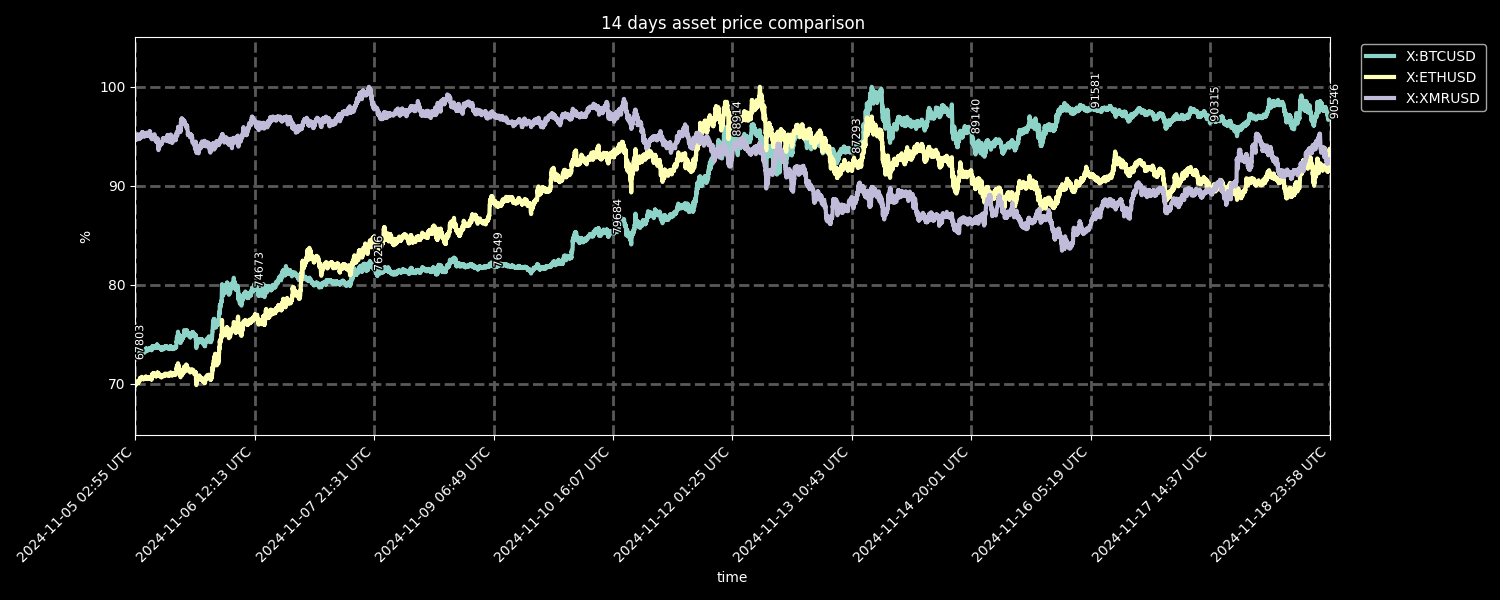 14 days asset price comparison
X:BTCUSD
X:ETHUSD
X:XMRUSD
100
90
80
70
%
67803
74673
76216
76549
79684
88914
87293
89140
91581
90315
90546
2024-11-05 02:55 UTC
2024-11-06 12:13 UTC
2024-11-07 21:31 UTC
2024-11-09 06:49 UTC
2024-11-10 16:07 UTC
2024-11-12 01:25 UTC
2024-11-13 10:43 UTC
2024-11-14 20:01 UTC
2024-11-16 05:19 UTC
2024-11-17 14:37 UTC
2024-11-18 23:58 UTC
time